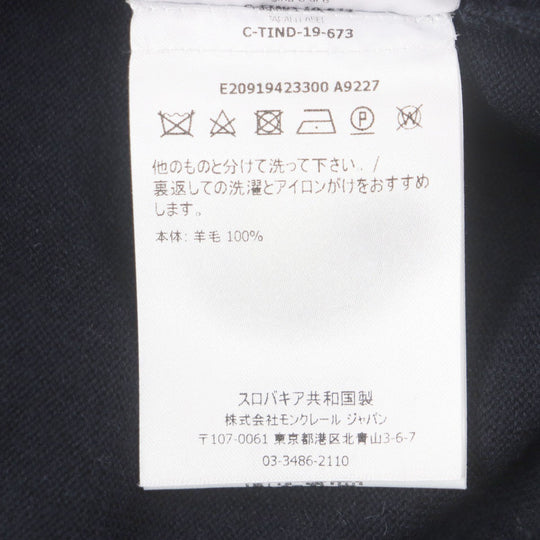 C-TIND-19-673
E20919423300 A9227
P
W
他のものと分けて洗って下さい。/
裏返しての洗濯とアイロンがけをおすすめ
します。
本体: 羊毛 100%
スロバキア共和国製
株式会社モンクレール ジャパン
〒107-0061 東京都港区北青山3-6-7
03-3486-2110